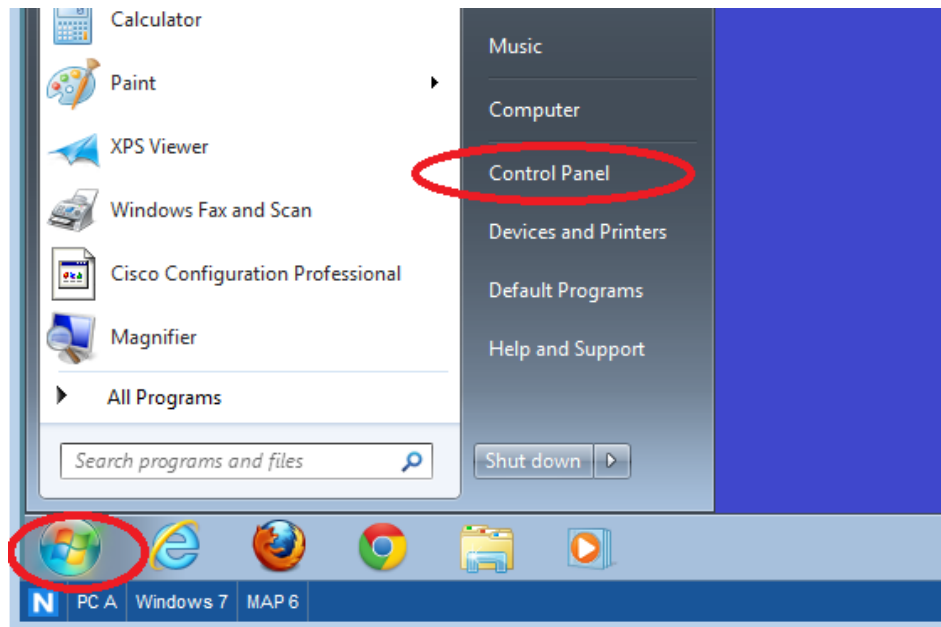 Calculator
Paint
XPS Viewer
Windows Fax and Scan
Cisco Configuration Professional
Magnifier
All Programs
Search programs and files
Music
Computer
Control Panel
Devices and Printers
Default Programs
Help and Support
Shut down
N PC A Windows 7 MAP 6